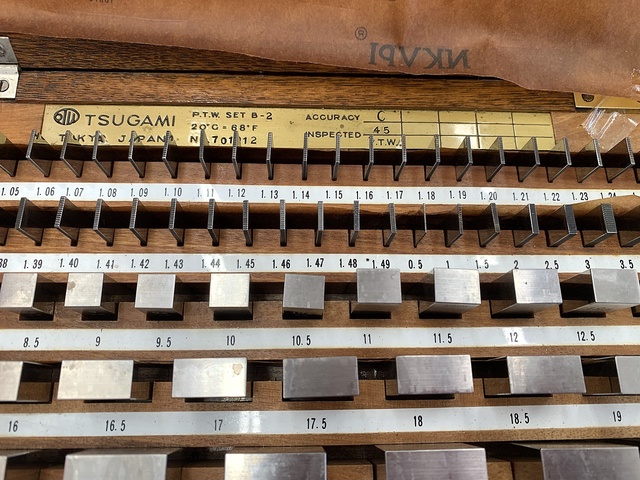 NKVPI®
TSUGAMI P.T.W. SET B-2 ACCURACY C
20°C = 68°F INSPECTED 45
JAPAN
1.05 1.06 1.07 1.08 1.09 1.10 1.11 1.12 1.13 1.14 1.15 1.16 1.17 1.18 1.19 1.20 1.21 1.22 1.23 1.24
38 1.39 1.40 1.41 1.42 1.43 1.44 1.45 1.46 1.47 1.48 1.49 0.5 1 1.5 2 2.5 3 3.5
8.5 9 9.5 10 10.5 11 11.5 12 12.5
16 16.5 17 17.5 18 18.5 19